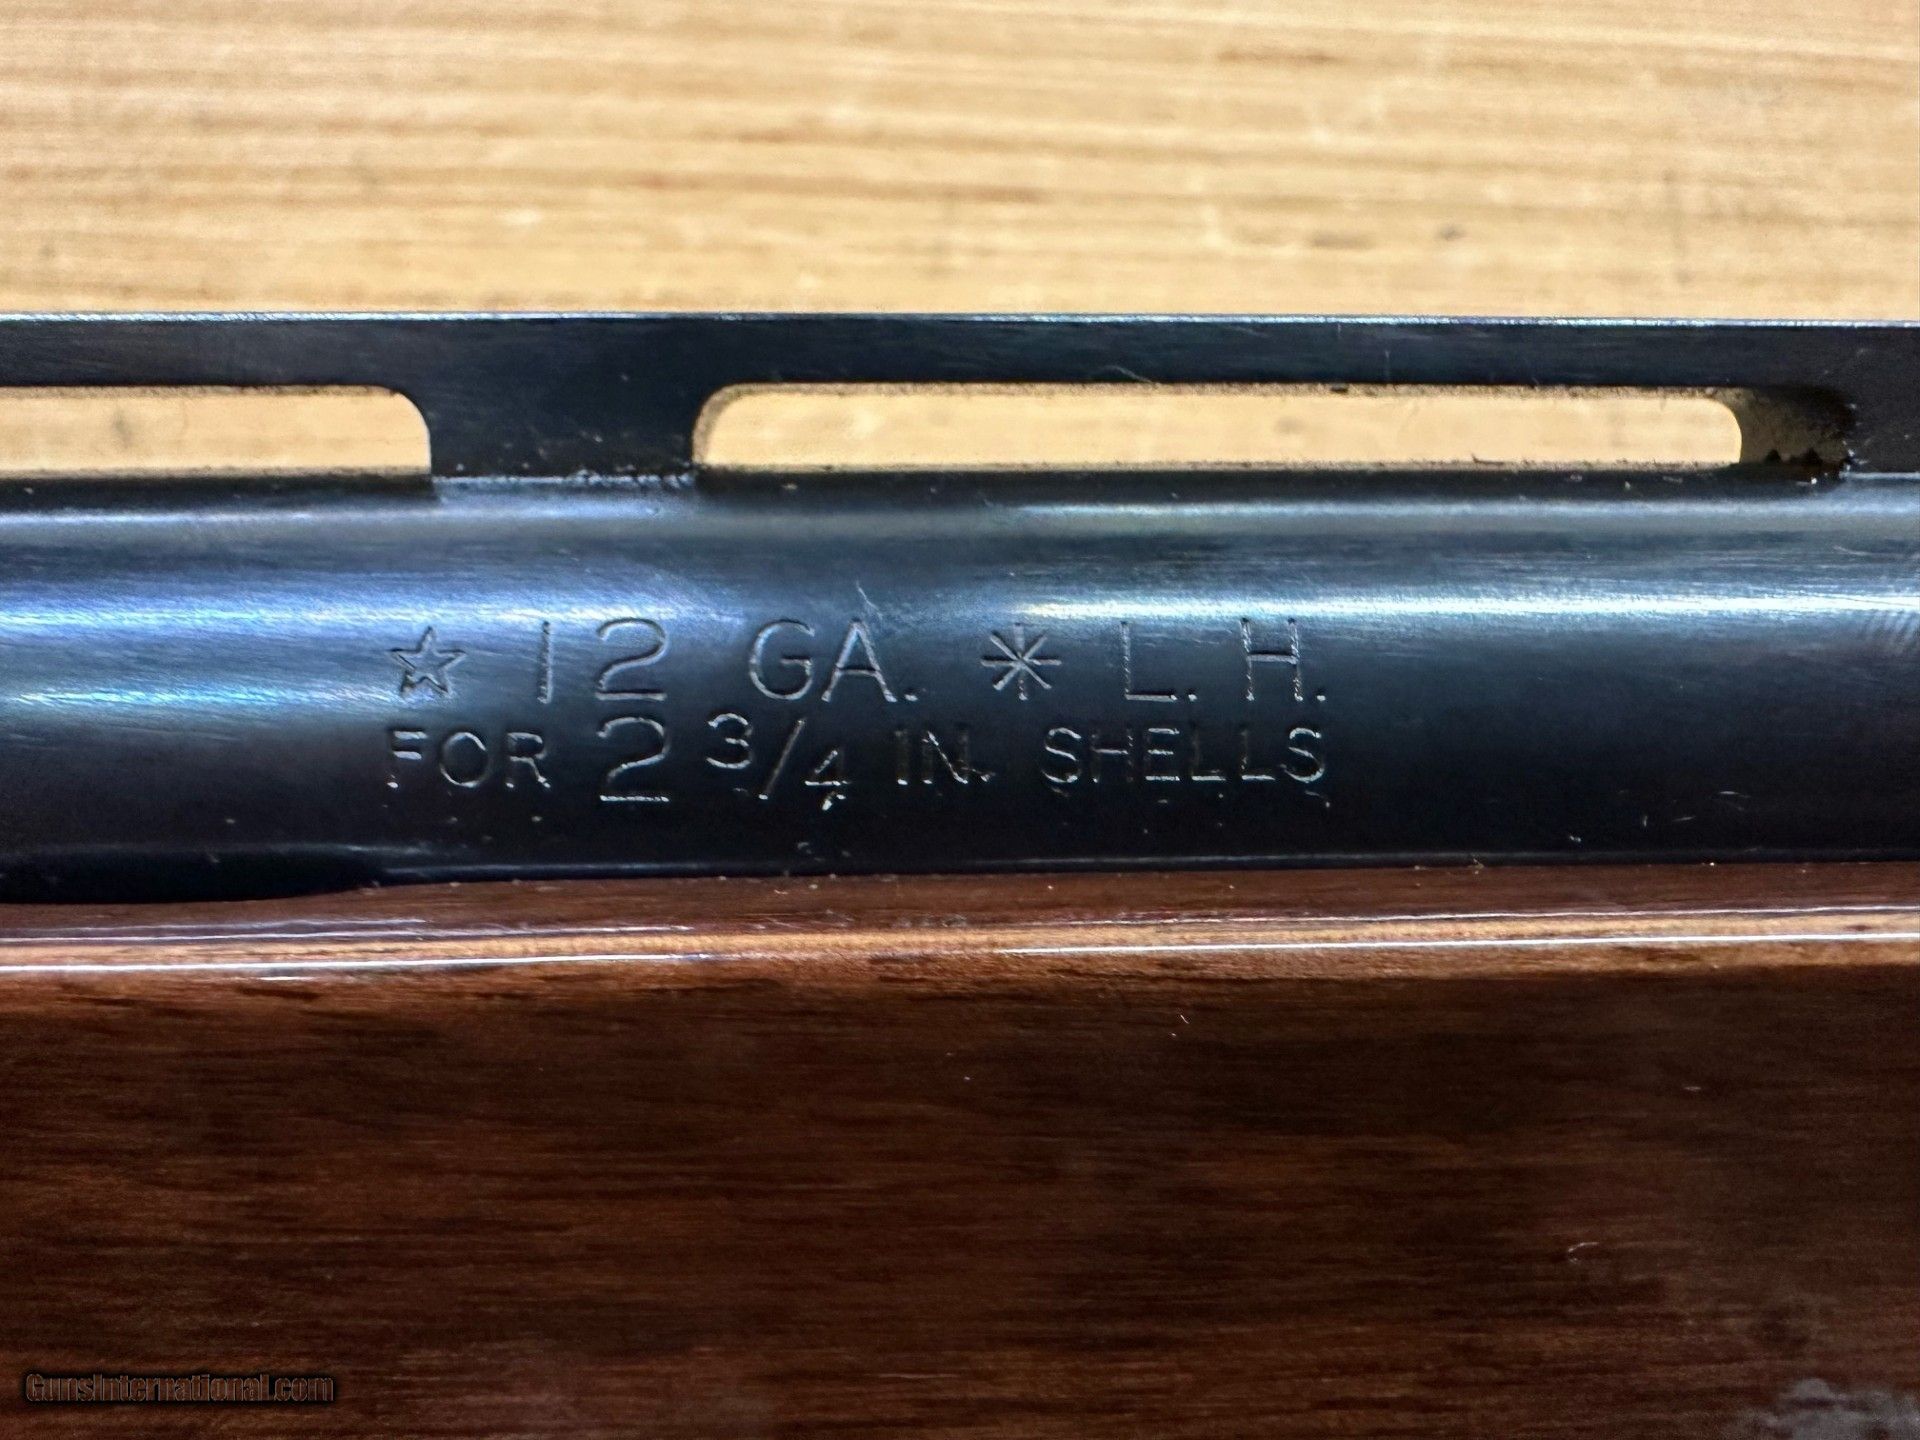 ☆ 12 GA. * L. H.
FOR 2 3/4 IN. SHELLS
GunsInternational.com